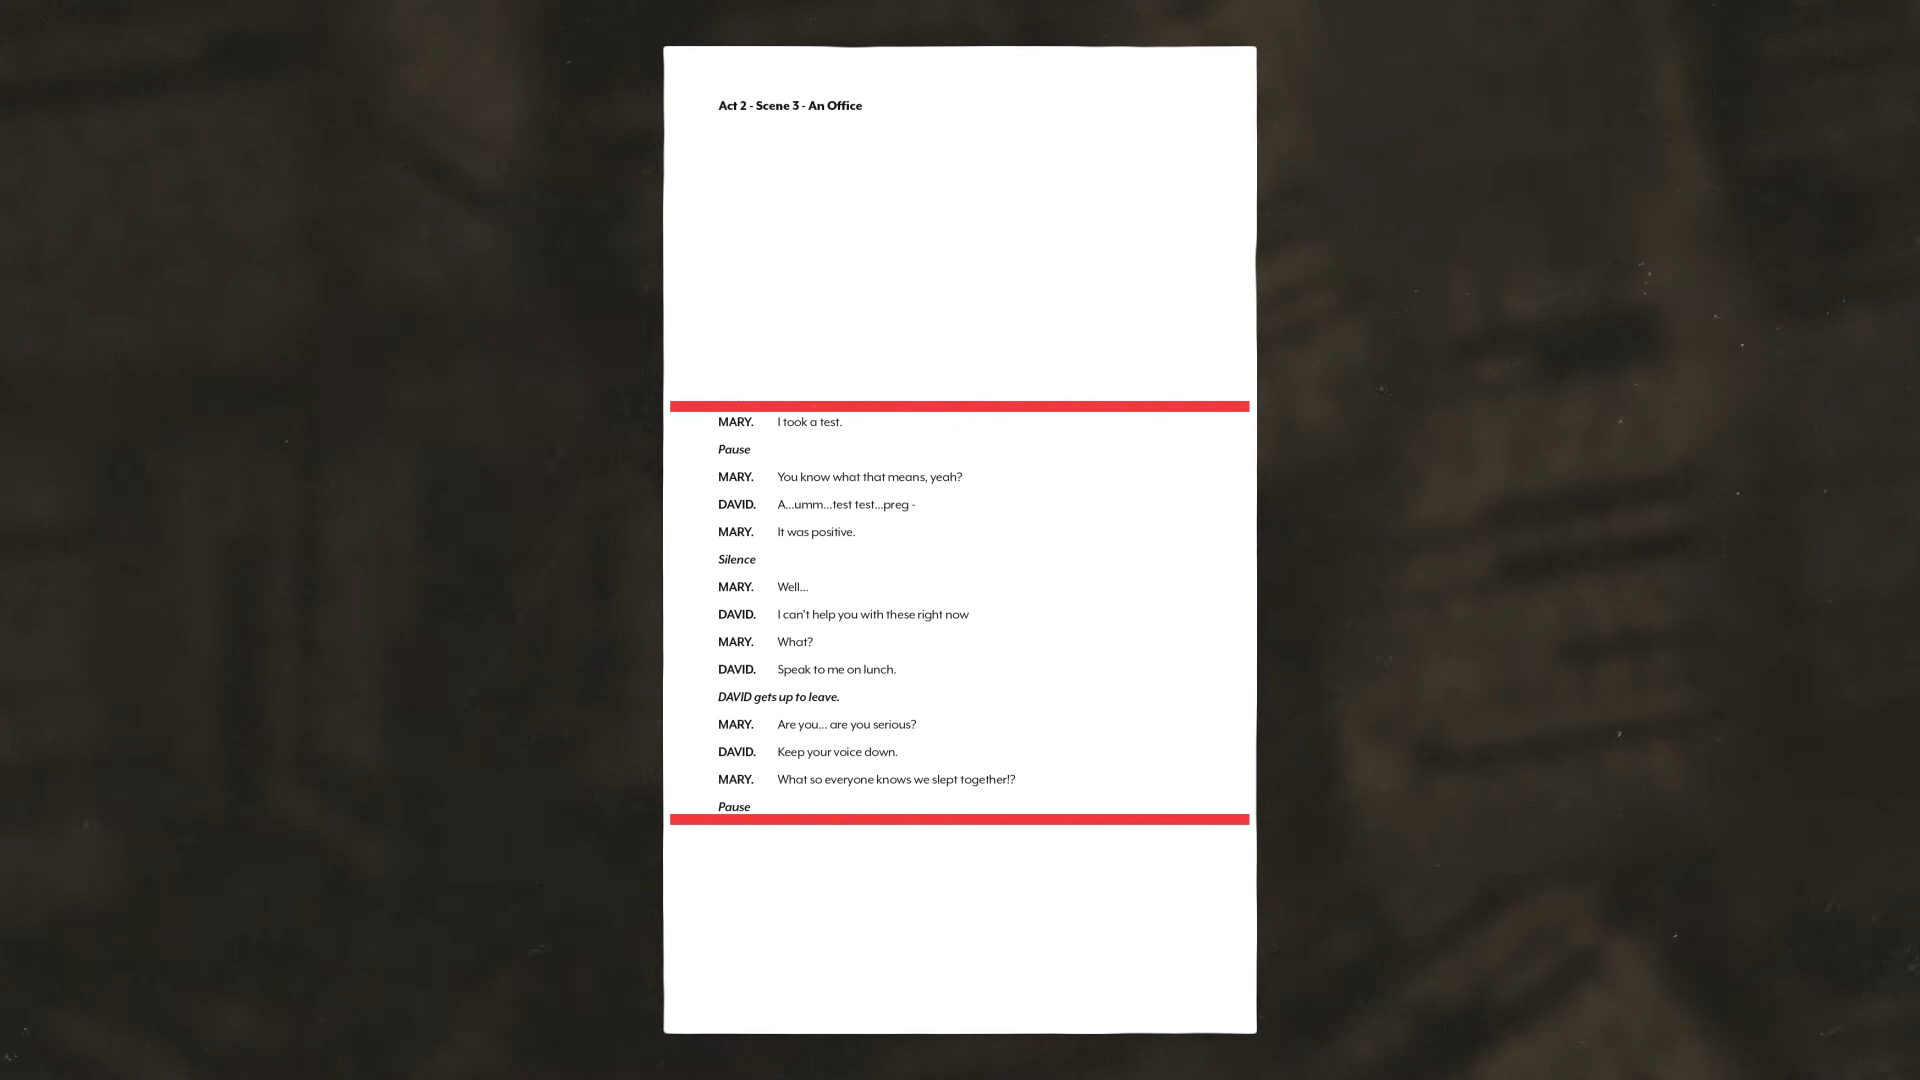 Act 2 - Scene 3 - An Office
MARY. I took a test.
Pause
MARY. You know what that means, yeah?
DAVID. A...umm...test test...preg -
MARY. It was positive.
Silence
MARY. Well...
DAVID. I can't help you with these right now
MARY. What?
DAVID. Speak to me on lunch.
DAVID gets up to leave.
MARY. Are you... are you serious?
DAVID. Keep your voice down.
MARY. What so everyone knows we slept together!?
Pause